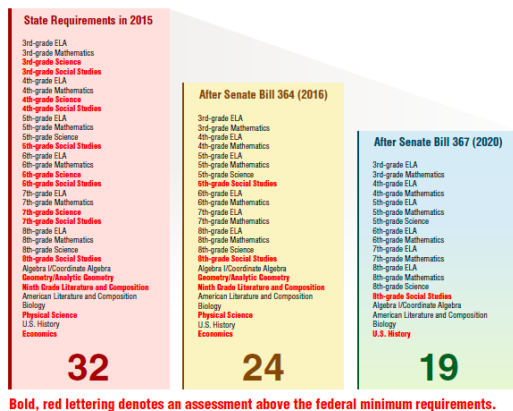 State Requirements in 2015
3rd-grade ELA
3rd-grade Mathematics
3rd-grade Science
3rd-grade Social Studies
4th-grade ELA
4th-grade Mathematics
4th-grade Science
4th-grade Social Studies
5th-grade ELA
5th-grade Mathematics
5th-grade Science
5th-grade Social Studies
6th-grade ELA
6th-grade Mathematics
6th-grade Science
6th-grade Social Studies
7th-grade ELA
7th-grade Mathematics
7th-grade Science
7th-grade Social Studies
8th-grade ELA
8th-grade Mathematics
8th-grade Science
8th-grade Social Studies
Algebra I/Coordinate Algebra
Geometry/Analytic Geometry
Ninth Grade Literature and Composition
American Literature and Composition
Biology
Physical Science
U.S. History
Economics
32
After Senate Bill 364 (2016)
3rd-grade ELA
3rd-grade Mathematics
4th-grade ELA
4th-grade Mathematics
5th-grade ELA
5th-grade Mathematics
5th-grade Science
5th-grade Social Studies
6th-grade ELA
6th-grade Mathematics
7th-grade ELA
7th-grade Mathematics
8th-grade ELA
8th-grade Mathematics
8th-grade Science
8th-grade Social Studies
Algebra I/Coordinate Algebra
Geometry/Analytic Geometry
Ninth Grade Literature and Composition
American Literature and Composition
Biology
Physical Science
U.S. History
Economics
24
After Senate Bill 367 (2020)
3rd-grade ELA
3rd-grade Mathematics
4th-grade ELA
4th-grade Mathematics
5th-grade ELA
5th-grade Mathematics
5th-grade Science
6th-grade ELA
6th-grade Mathematics
7th-grade ELA
7th-grade Mathematics
8th-grade ELA
8th-grade Mathematics
8th-grade Science
8th-grade Social Studies
Algebra I/Coordinate Algebra
American Literature and Composition
Biology
U.S. History
19
Bold, red lettering denotes an assessment above the federal minimum requirements.